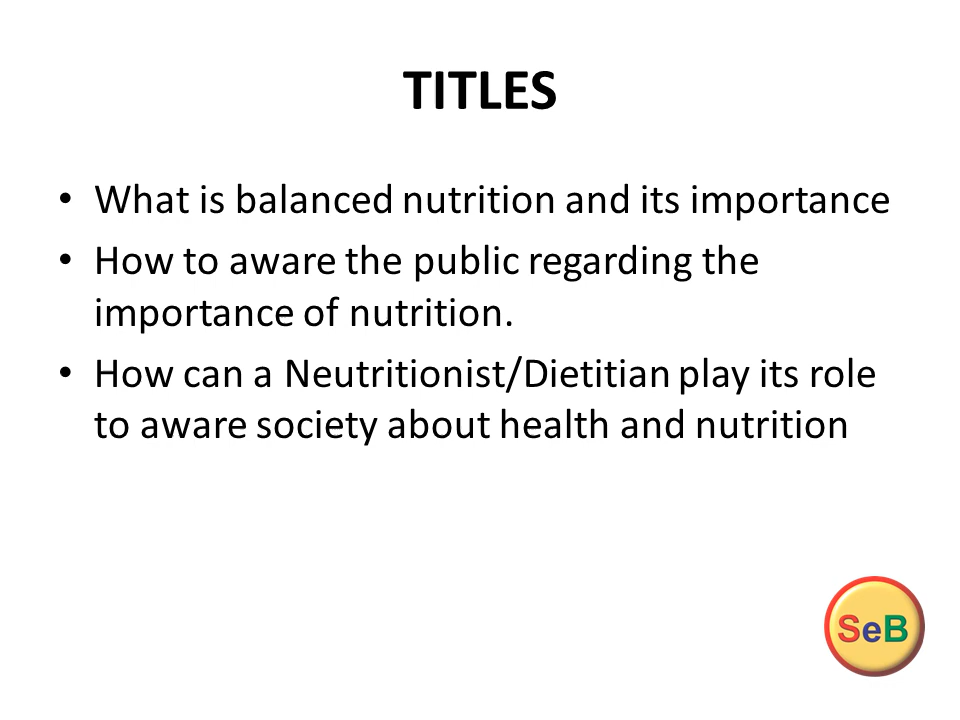 TITLES
• What is balanced nutrition and its importance
• How to aware the public regarding the
importance of nutrition.
• How can a Neutritionist/Dietitian play its role
to aware society about health and nutrition
SeB